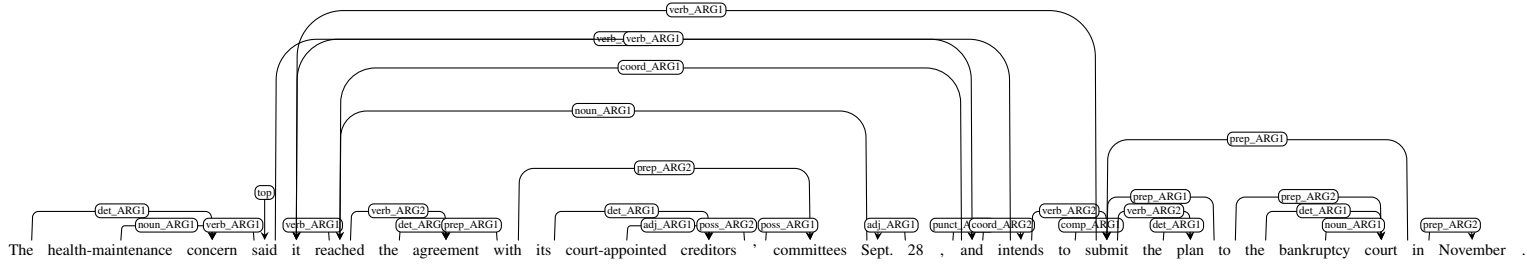 verb_ARG1
verb_ verb_ARG1
coord_ARG1
noun_ARG1
prep_ARG1
prep_ARG2
top
prep_ARG1 prep_ARG2
det_ARG1 verb_ARG2 det_ARG1 verb_ARG2 verb_ARG2 det_ARG1
noun_ARG1 verb_ARG1 verb_ARG1 det_ARG prep_ARG1 adj_ARG1 poss_ARG2 poss_ARG1 adj_ARG1 punct_A coord_ARG2 comp_ARG1 det_ARG1 noun_ARG1 prep_ARG2
The health-maintenance concern said it reached the agreement with its court-appointed creditors ' committees Sept. 28 , and intends to submit the plan to the bankruptcy court in November .